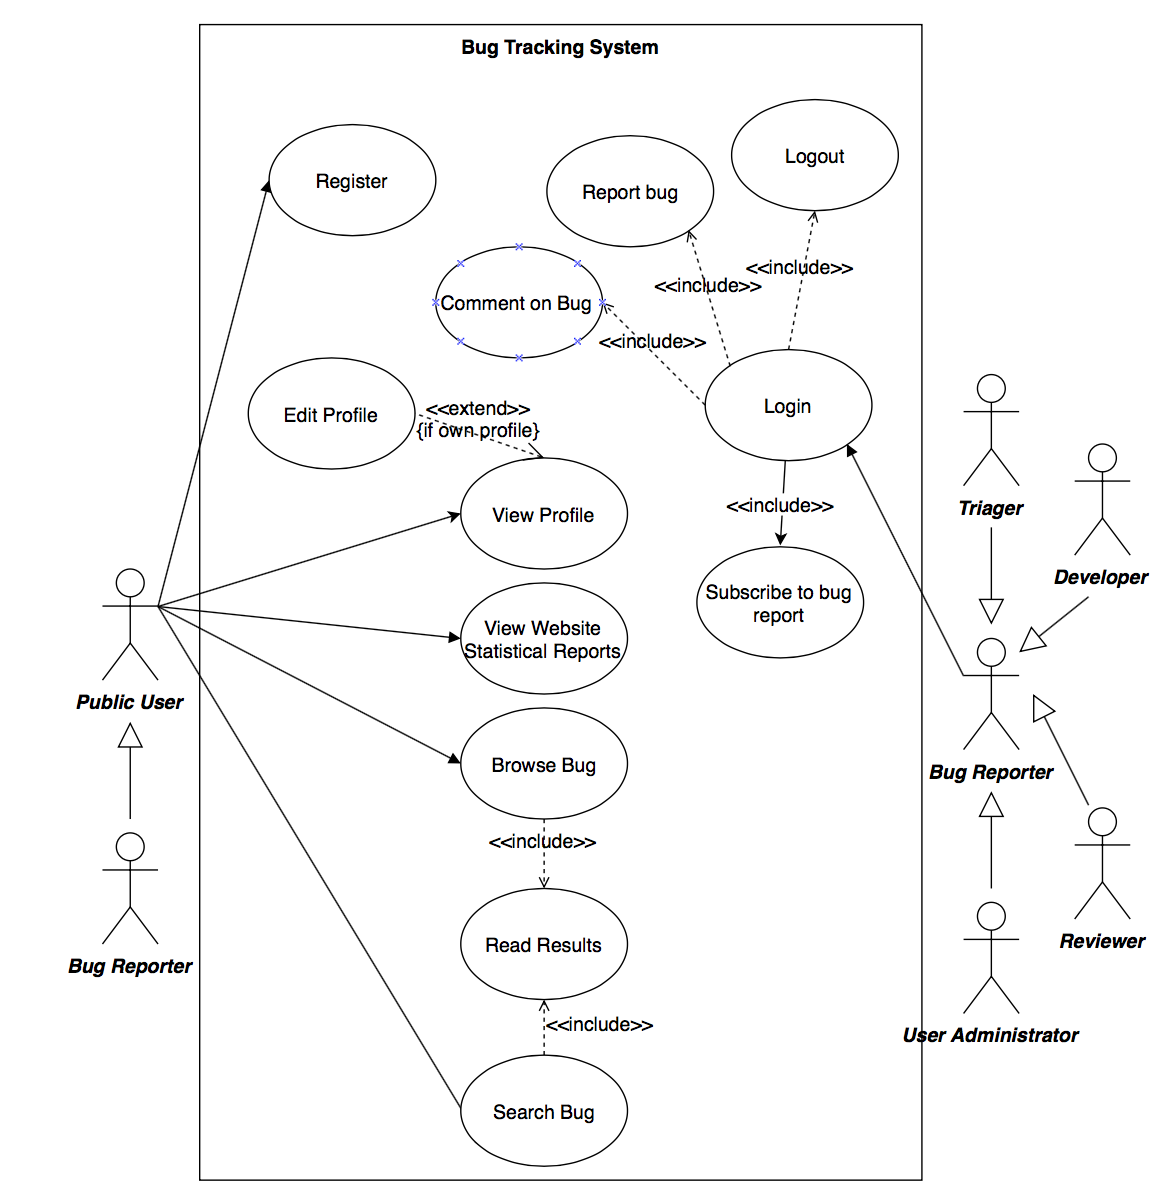 Bug Tracking System
Logout
Register
Report bug
<<include>>
<<include>>
Comment on Bug
<<include>>
Edit Profile
<<extend>>
{if own profile}
Login
View Profile
<<include>>
Triager
Developer
Subscribe to bug
report
View Website
Statistical Reports
Public User
Browse Bug
Bug Reporter
<<include>>
Read Results
Reviewer
Bug Reporter
<<include>>
User Administrator
Search Bug